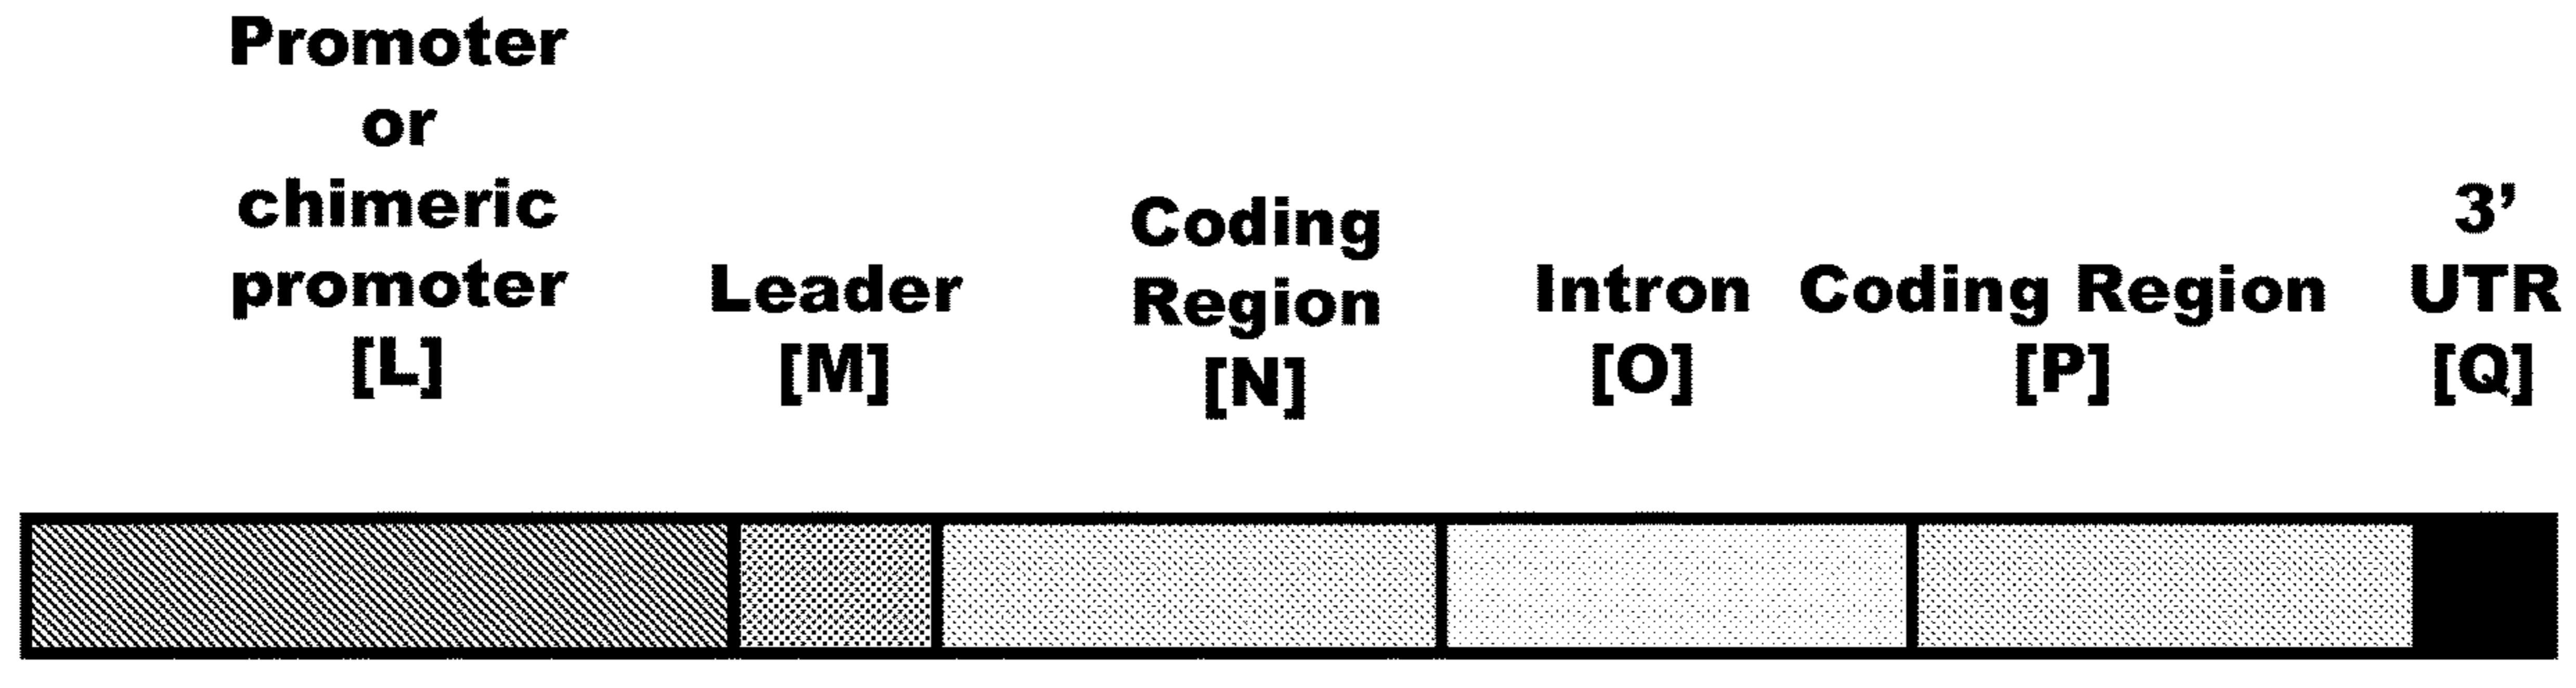 Promoter
or
chimeric
promoter
[L]
Leader
[M]
Coding
Region
[N]
Intron
[O]
Coding Region
[P]
3’
UTR
[Q]